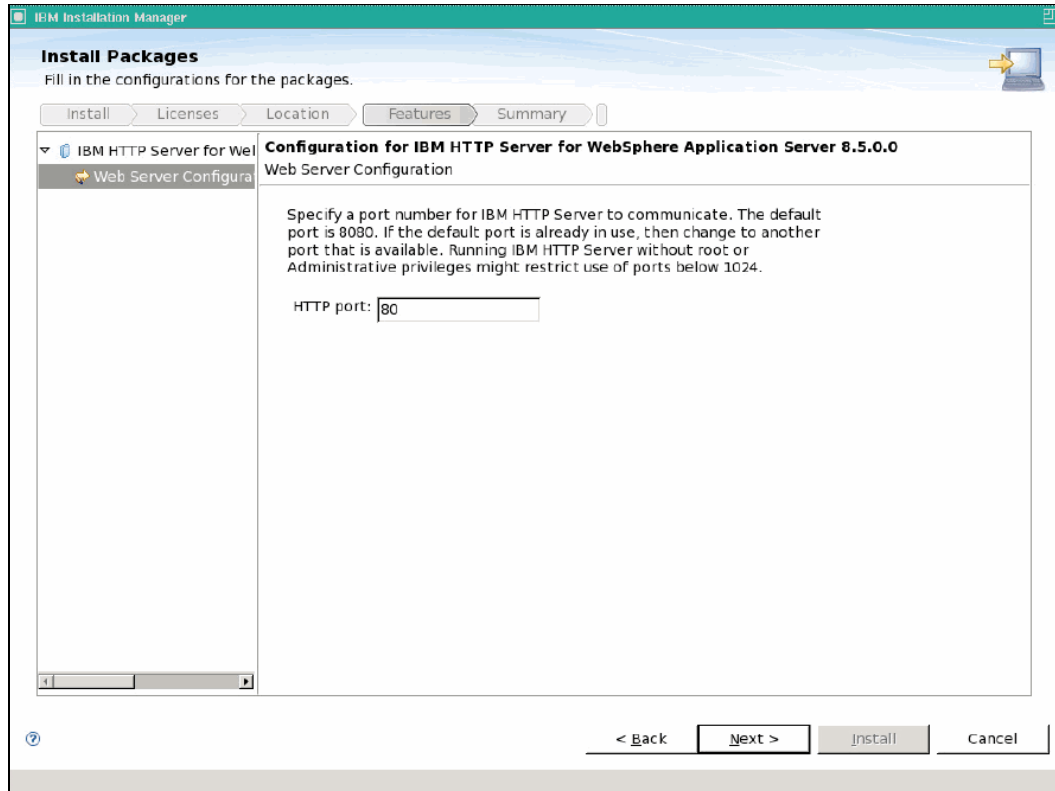 IBM Installation Manager
Install Packages
Fill in the configurations for the packages.
Install Licenses Location Features Summary
IBM HTTP Server for Wel
Web Server Configurat
Configuration for IBM HTTP Server for WebSphere Application Server 8.5.0.0
Web Server Configuration
Specify a port number for IBM HTTP Server to communicate. The default
port is 8080. If the default port is already in use, then change to another
port that is available. Running IBM HTTP Server without root or
Administrative privileges might restrict use of ports below 1024.
HTTP port: 80
?
< Back Next > Install Cancel